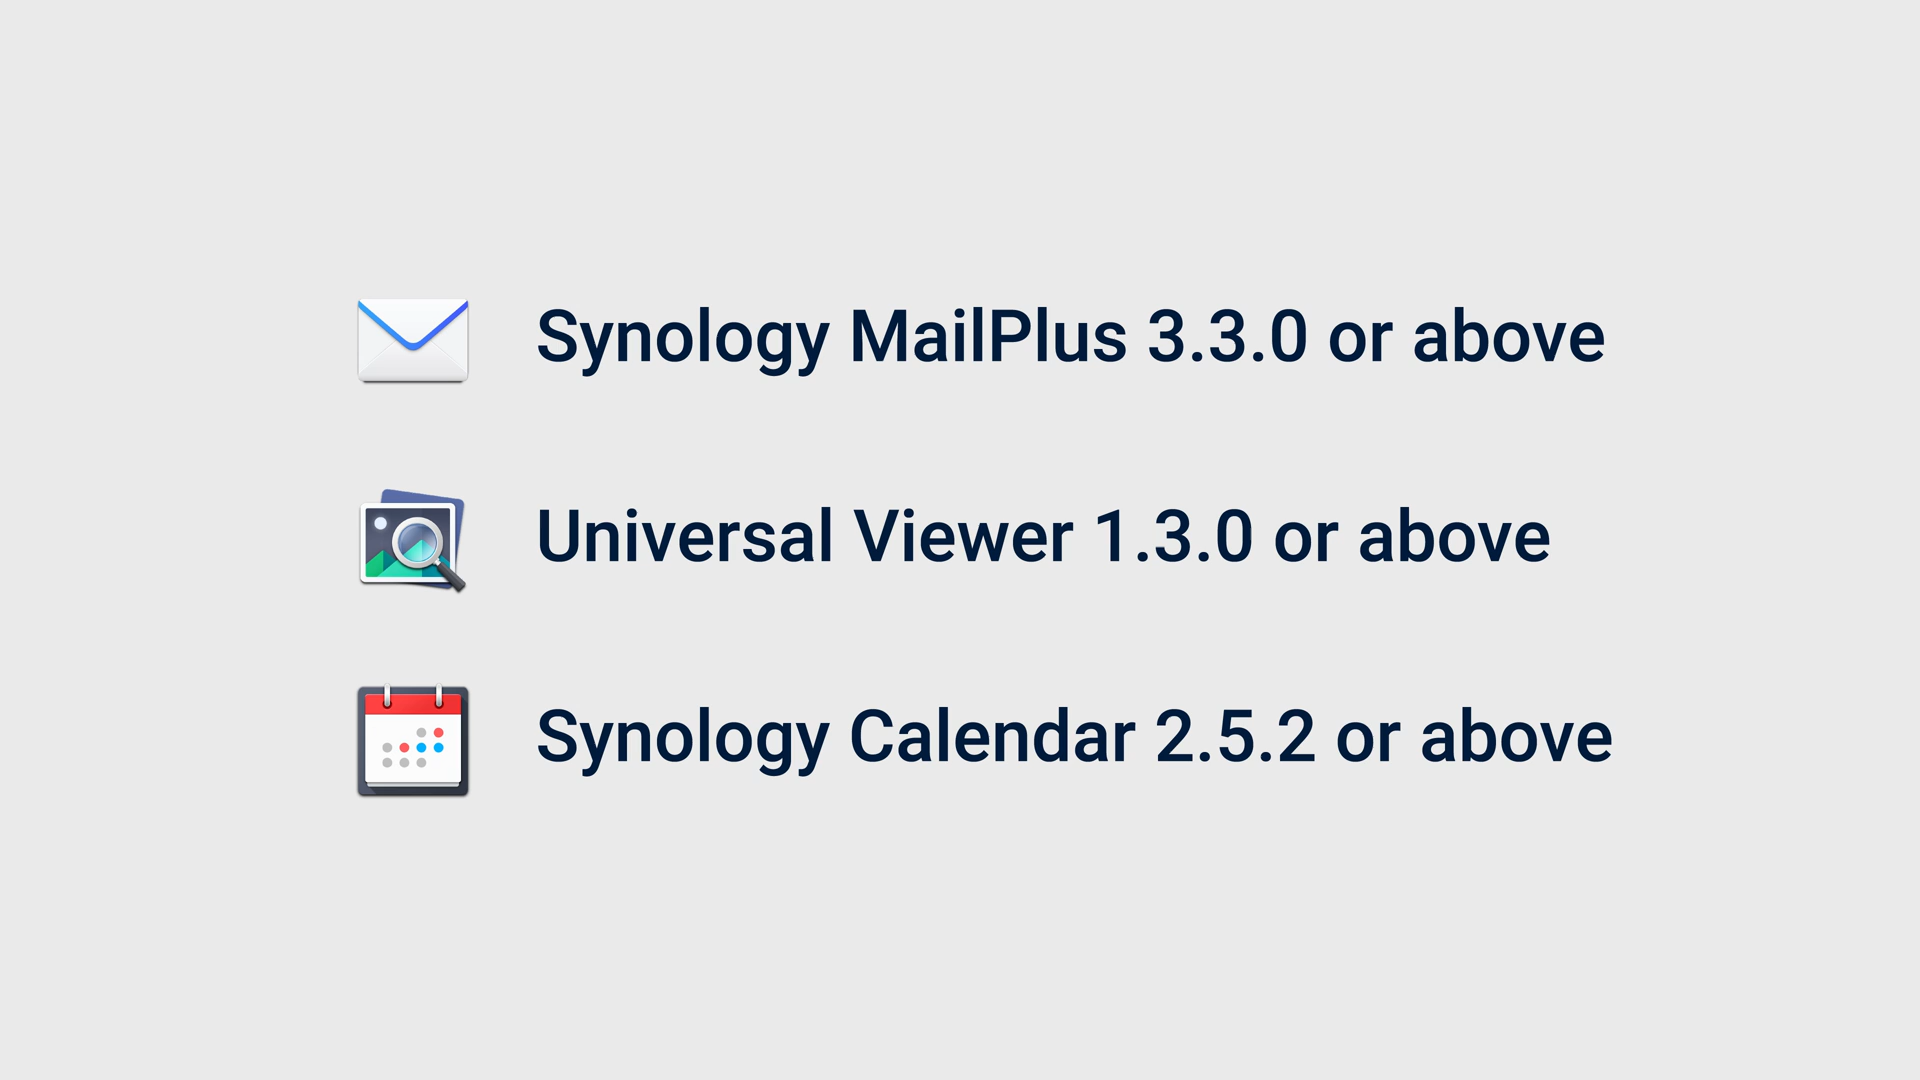 Synology MailPlus 3.3.0 or above
Universal Viewer 1.3.0 or above
Synology Calendar 2.5.2 or above